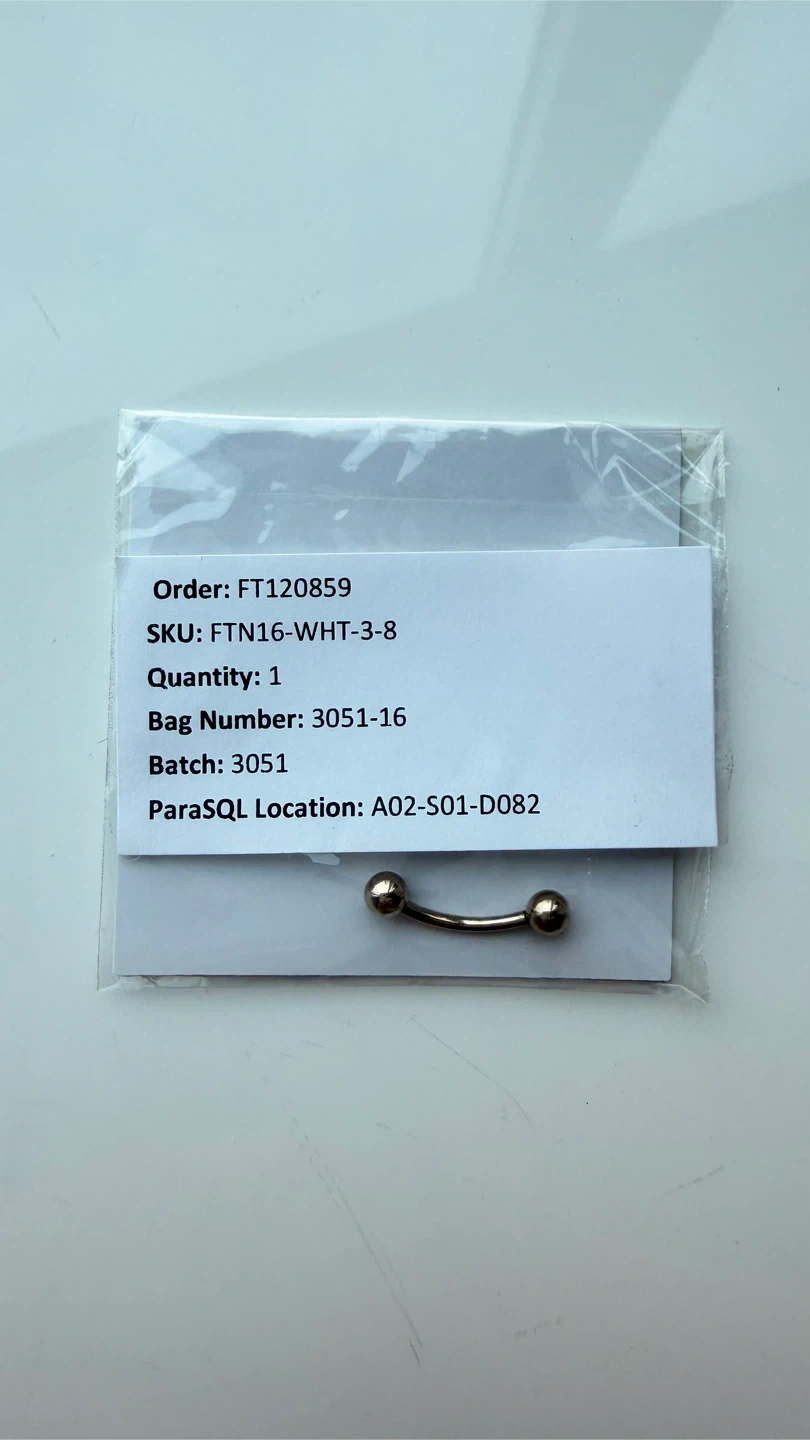 Order: FT120859
SKU: FTN16-WHT-3-8
Quantity: 1
Bag Number: 3051-16
Batch: 3051
ParaSQL Location: A02-S01-D082